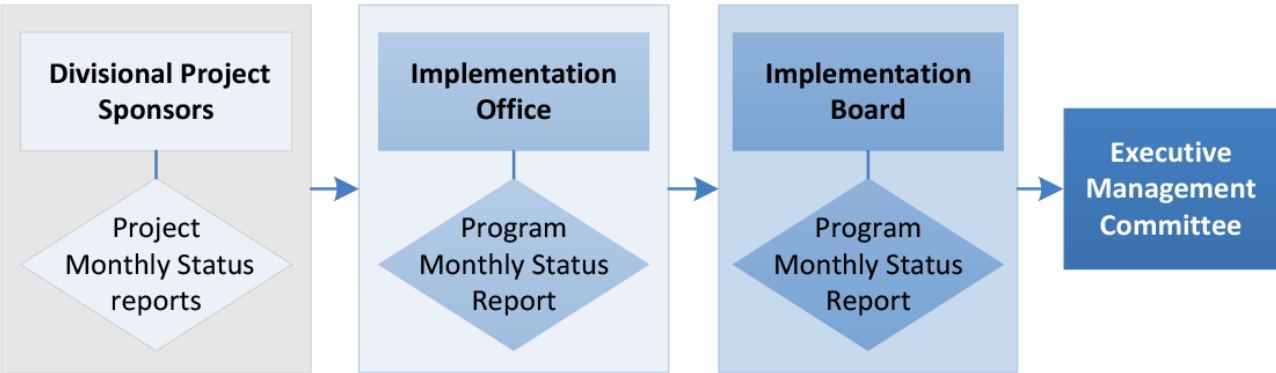 Divisional Project
Sponsors
Project
Monthly Status
reports
Implementation
Office
Program
Monthly Status
Report
Implementation
Board
Program
Monthly Status
Report
Executive
Management
Committee